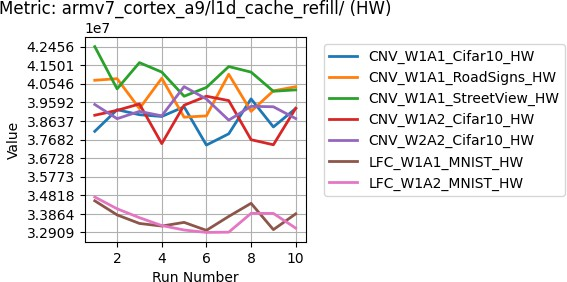 Metric: armv7_cortex_a9/l1d_cache_refill/ (HW)
1e7
4.2456
4.1501
4.0546
3.9592
3.8637
3.7682
3.6728
3.5773
3.4818
3.3864
3.2909
Value
2 4 6 8 10
Run Number
CNV_W1A1_Cifar10_HW
CNV_W1A1_RoadSigns_HW
CNV_W1A1_StreetView_HW
CNV_W1A2_Cifar10_HW
CNV_W2A2_Cifar10_HW
LFC_W1A1_MNIST_HW
LFC_W1A2_MNIST_HW